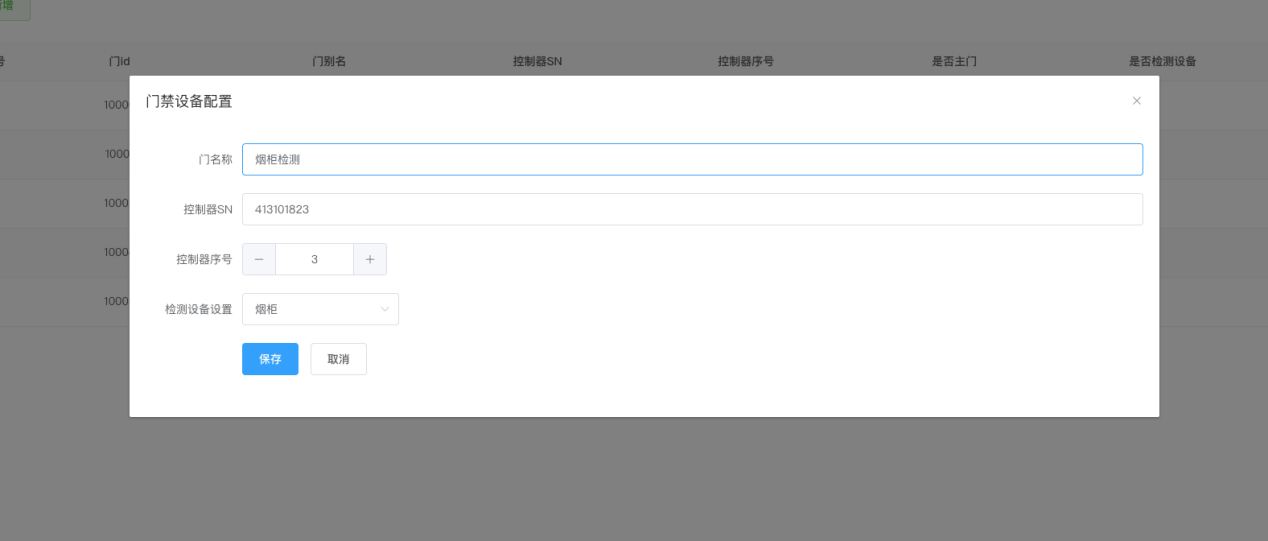 新增
号 门id 门别名 控制器SN 控制器序号 是否主门 是否检测设备
门禁设备配置
1000
门名称 烟柜检测
1000
1000
控制器SN 413101823
1000
控制器序号 3
1000
检测设备设置 烟柜
保存 取消